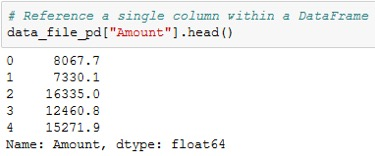 # Reference a single column within a DataFrame
data_file_pd["Amount"].head()
0     8067.7
1     7330.1
2    16335.0
3    12460.8
4    15271.9
Name: Amount, dtype: float64